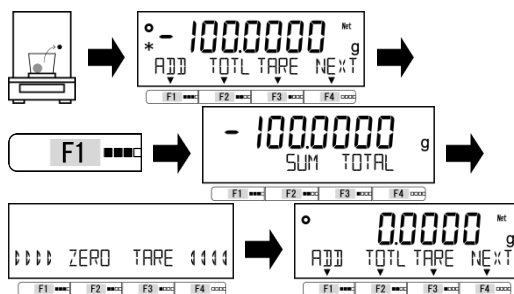 * - 100.0000 Net g
ADD TOTL TARE NEXT
F1 F2 F3 F4
F1
- 100.0000 g
SUM TOTAL
F1 F2 F3 F4
ZERO TARE
F1 F2 F3 F4
0.0000 Net g
ADD TOTL TARE NEXT
F1 F2 F3 F4